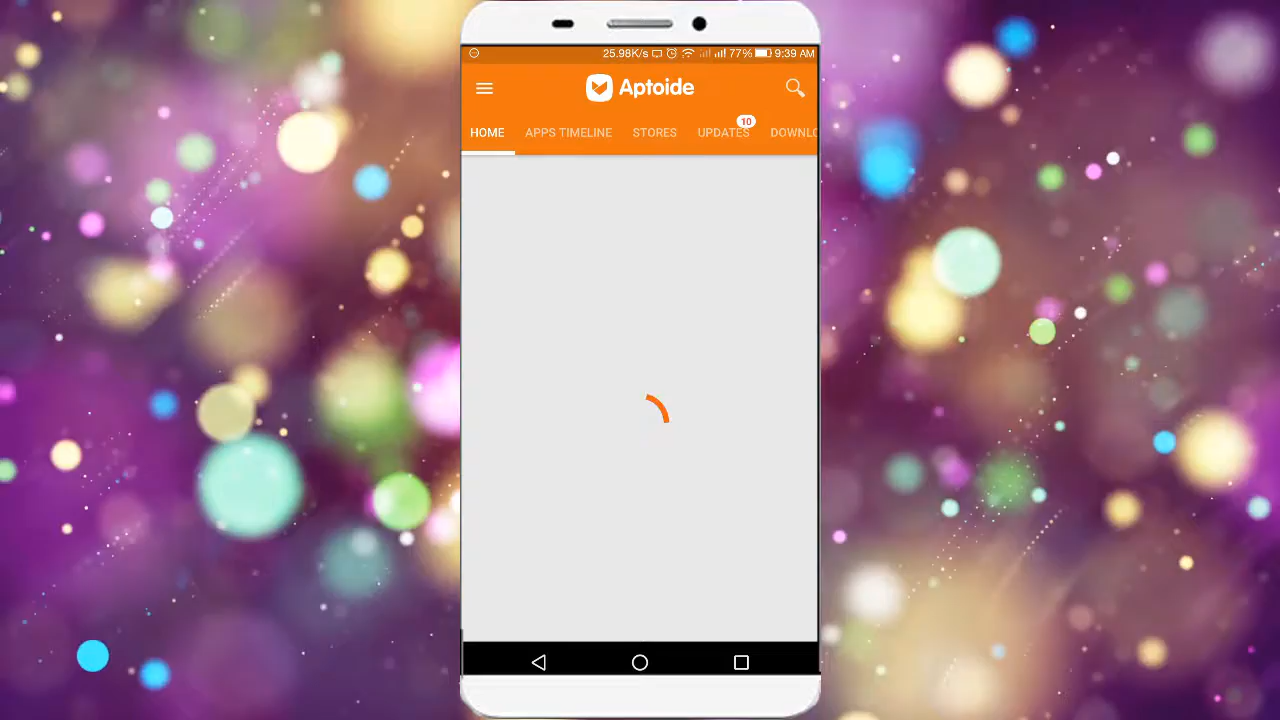 25.98K/s 77% 9:39 AM
Aptoide
HOME APPS TIMELINE STORES UPDATES 10 DOWNLO